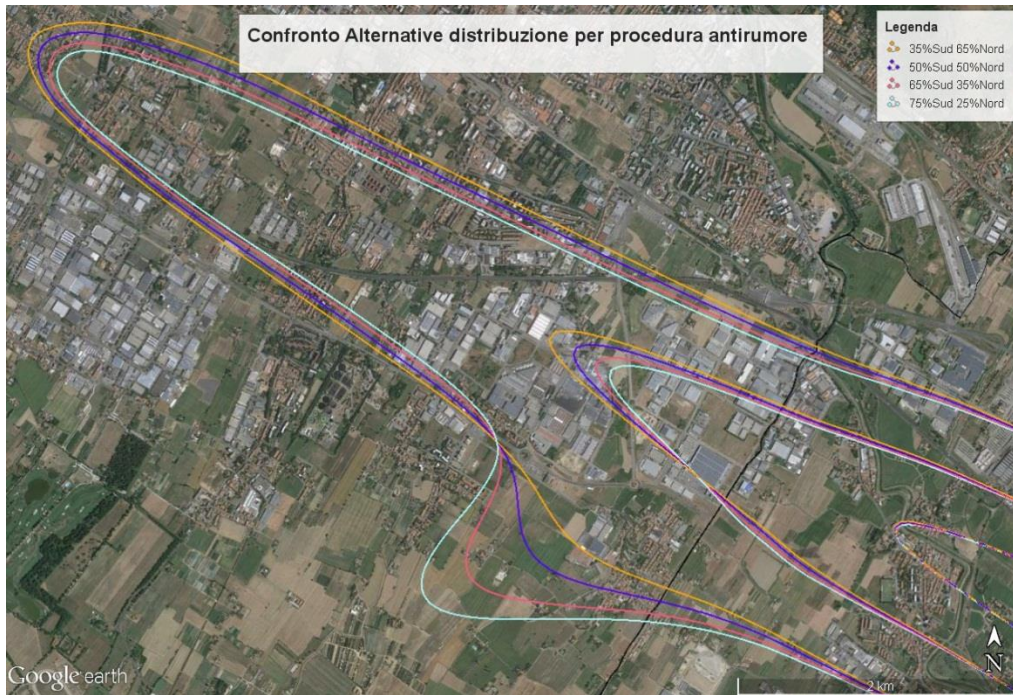 Confronto Alternative distribuzione per procedura antirumore
Legenda
35%Sud 65%Nord
50%Sud 50%Nord
65%Sud 35%Nord
75%Sud 25%Nord
N
Google earth
2 km